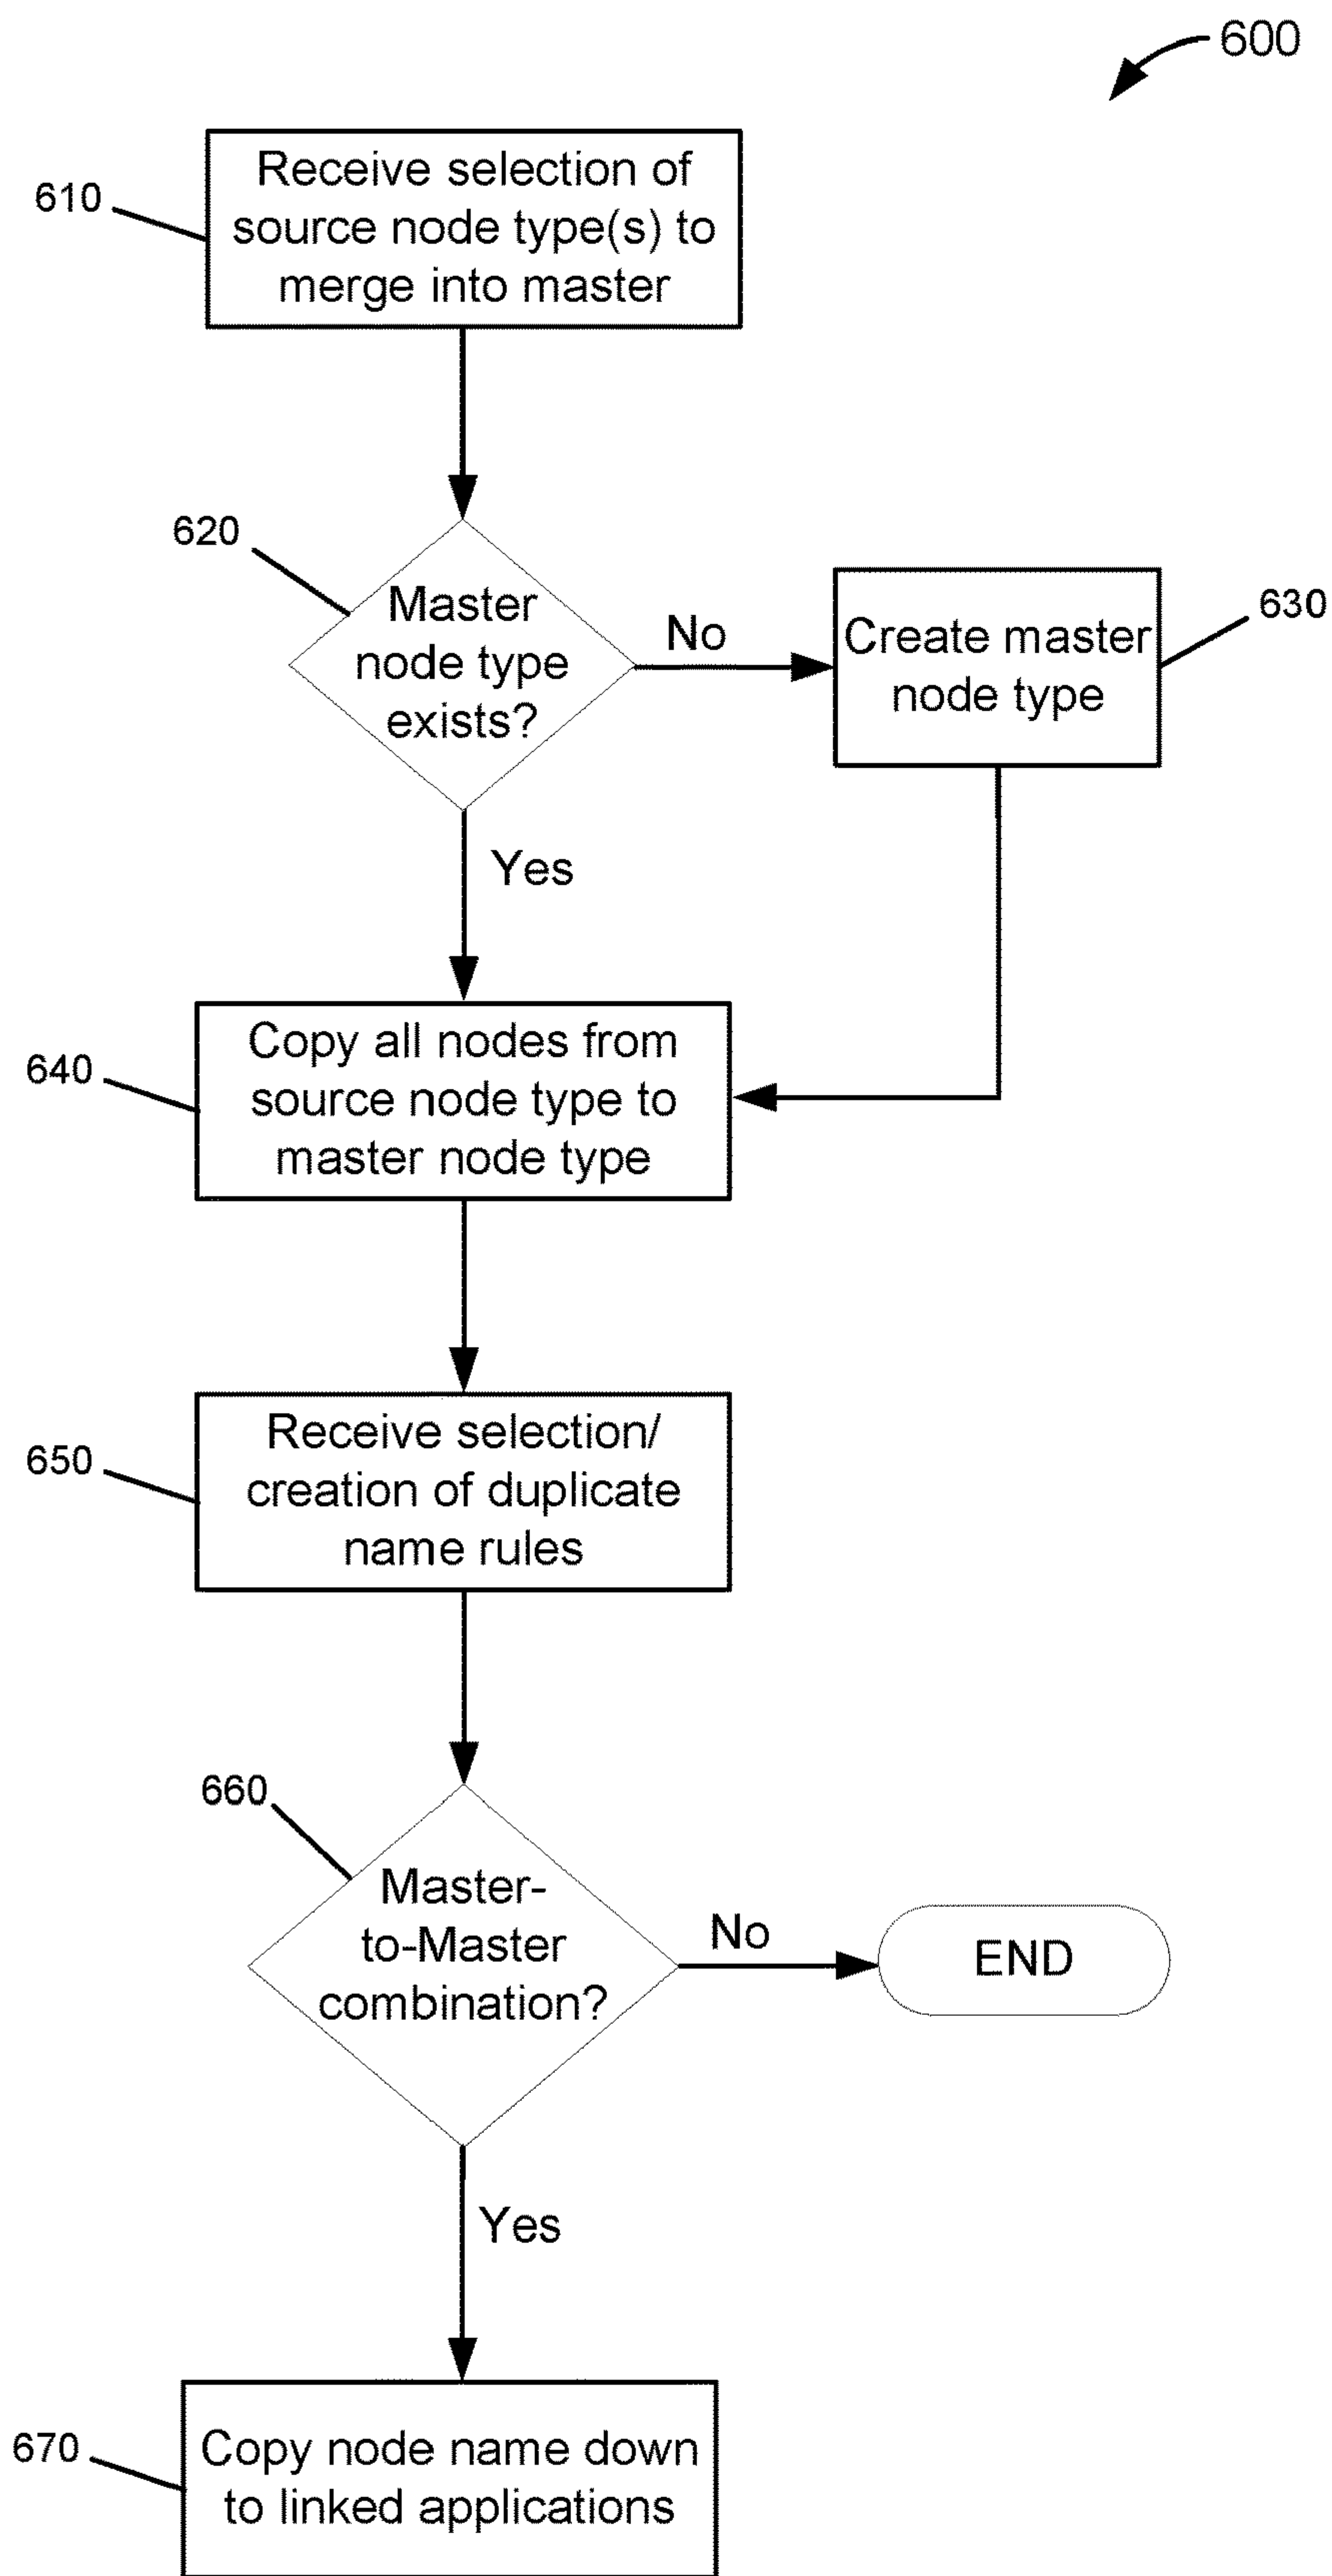 600
610
Receive selection of
source node type(s) to
merge into master
620
Master
node type
exists?
No
Create master
node type
630
Yes
640
Copy all nodes from
source node type to
master node type
650
Receive selection/
creation of duplicate
name rules
660
Master-
to-Master
combination?
No
END
Yes
670
Copy node name down
to linked applications